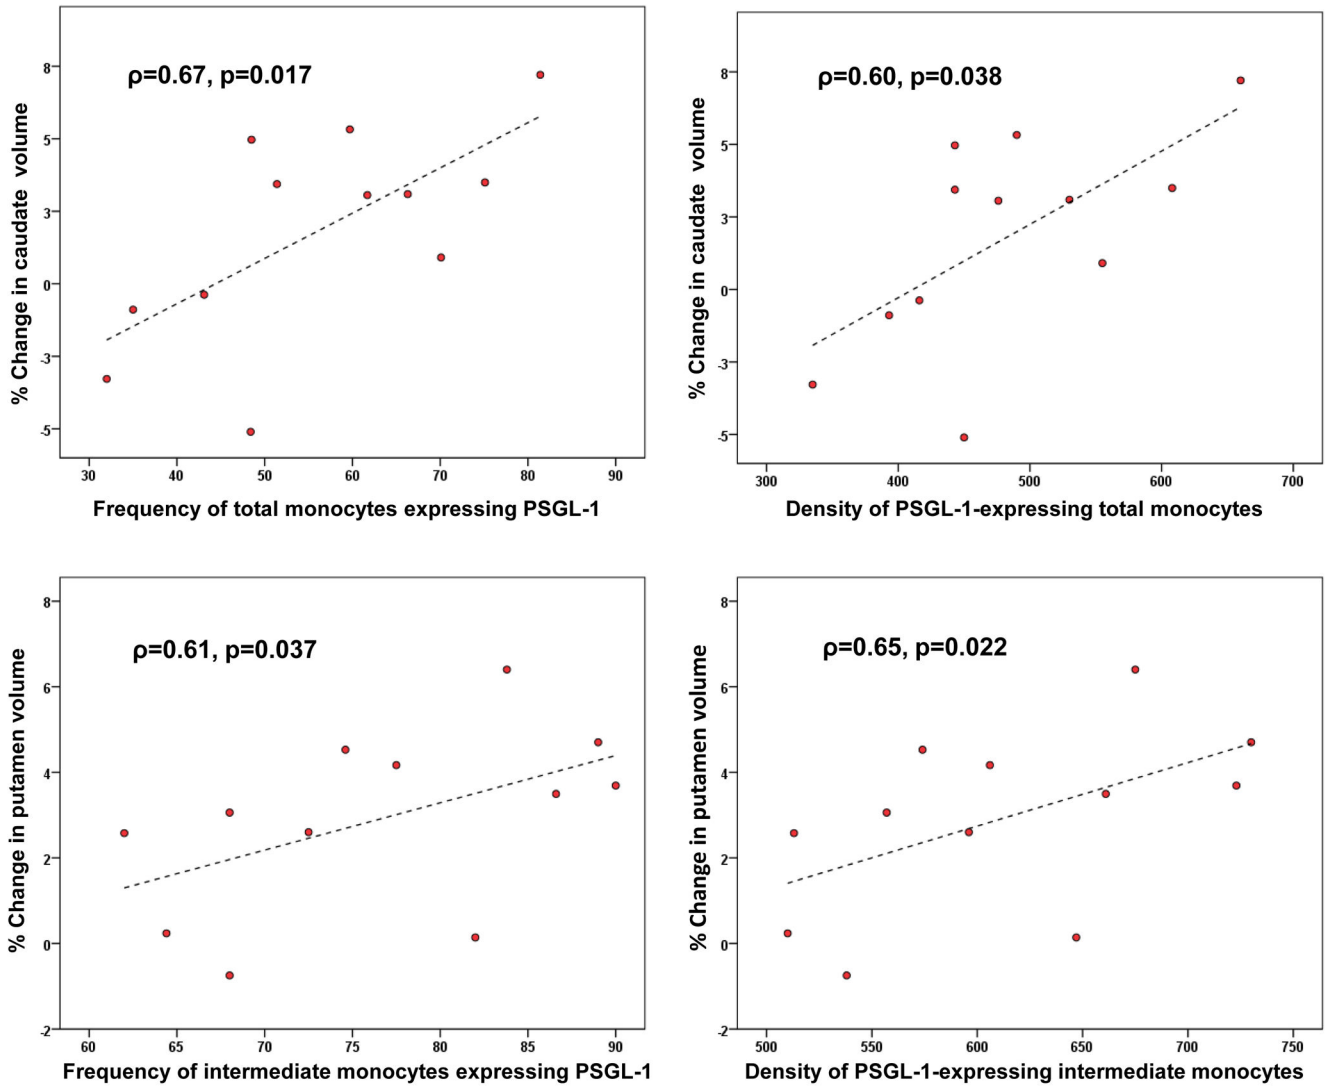 ρ=0.67, p=0.017
% Change in caudate volume
8
5
3
0
-3
-5
30 40 50 60 70 80 90
Frequency of total monocytes expressing PSGL-1
ρ=0.60, p=0.038
% Change in caudate volume
8
5
3
0
-3
-5
300 400 500 600 700
Density of PSGL-1-expressing total monocytes
ρ=0.61, p=0.037
% Change in putamen volume
8
6
4
2
0
-2
60 65 70 75 80 85 90
Frequency of intermediate monocytes expressing PSGL-1
ρ=0.65, p=0.022
% Change in putamen volume
8
6
4
2
0
-2
500 550 600 650 700 750
Density of PSGL-1-expressing intermediate monocytes